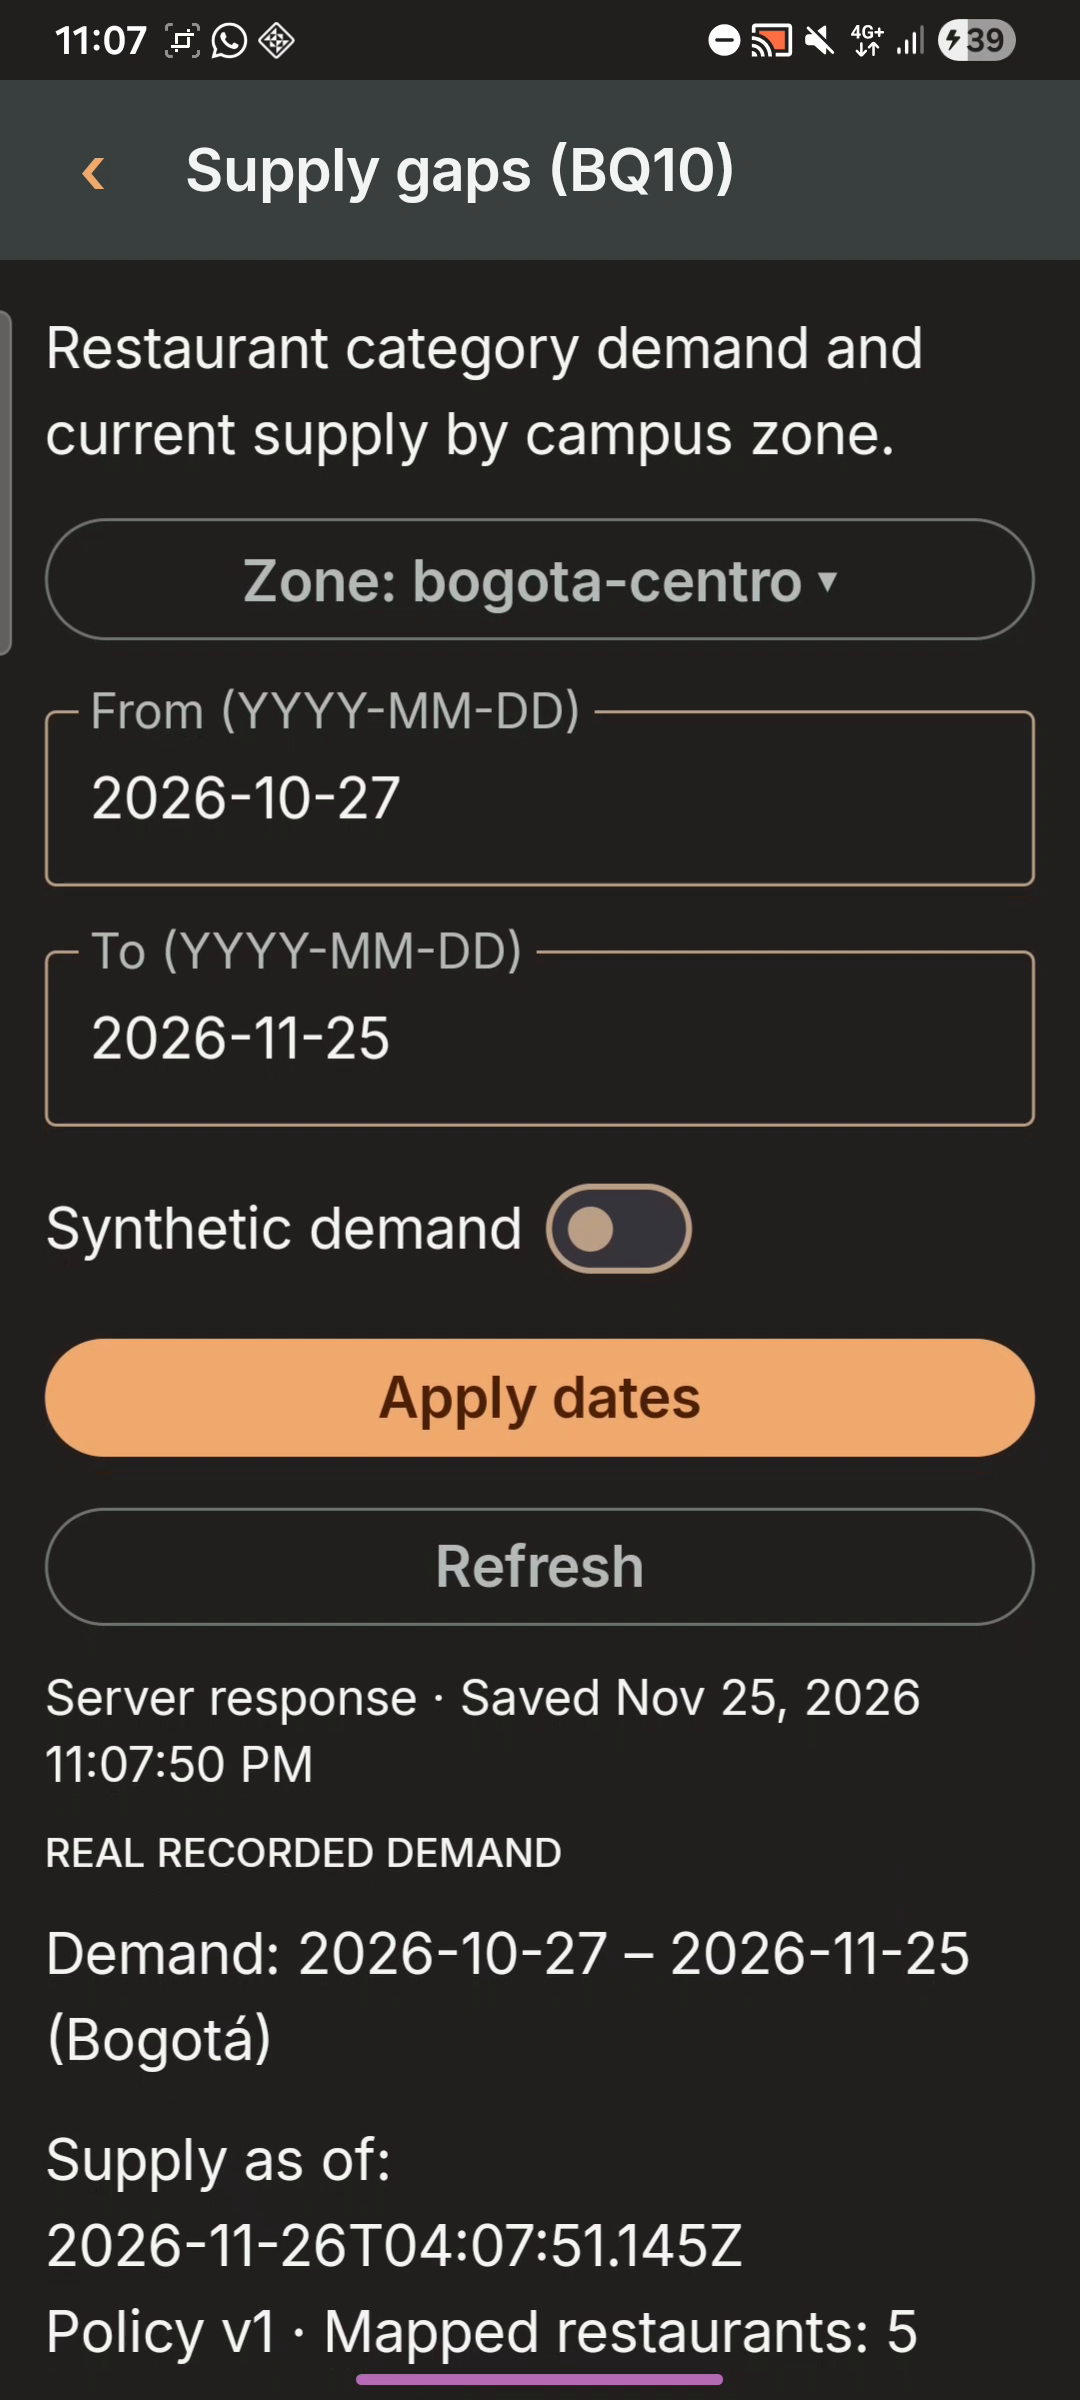 11:07
4G+
39
Supply gaps (BQ10)
Restaurant category demand and
current supply by campus zone.
Zone: bogota-centro ▾
From (YYYY-MM-DD)
2026-10-27
To (YYYY-MM-DD)
2026-11-25
Synthetic demand
Apply dates
Refresh
Server response · Saved Nov 25, 2026
11:07:50 PM
REAL RECORDED DEMAND
Demand: 2026-10-27 – 2026-11-25
(Bogotá)
Supply as of:
2026-11-26T04:07:51.145Z
Policy v1 · Mapped restaurants: 5